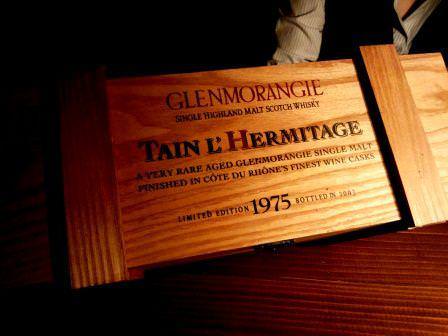 GLENMORANGIE
SINGLE HIGHLAND MALT SCOTCH WHISKY
TAIN L'HERMITAGE
A VERY RARE AGED GLENMORANGIE SINGLE MALT
FINISHED IN CÔTE DU RHÔNE'S FINEST WINE CASKS
LIMITED EDITION 1975 BOTTLED IN